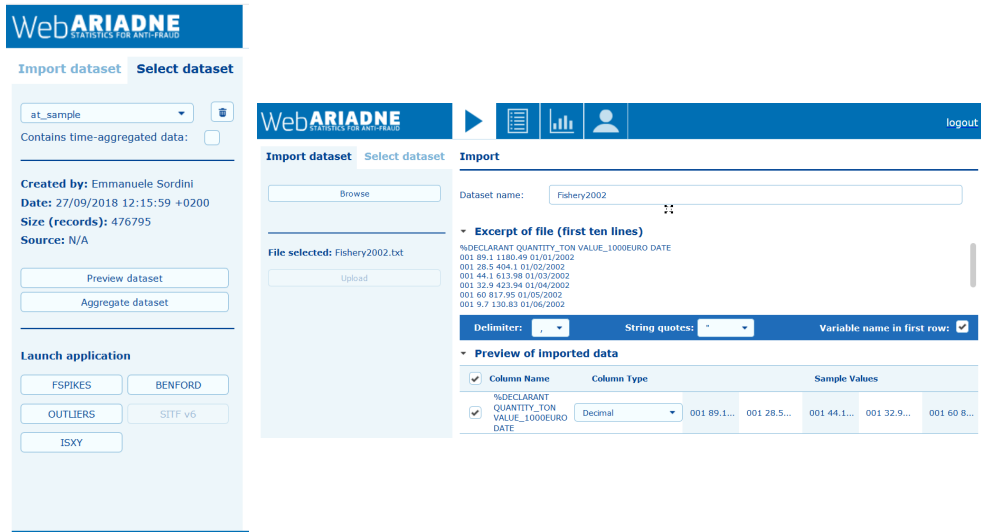 WebARIADNE
STATISTICS FOR ANTI-FRAUD
Import dataset Select dataset
at_sample
Contains time-aggregated data:
Created by: Emmanuele Sordini
Date: 27/09/2018 12:15:59 +0200
Size (records): 476795
Source: N/A
Preview dataset
Aggregate dataset
Launch application
FSPIKES BENFORD
OUTLIERS SITF v6
ISXY
WebARIADNE
STATISTICS FOR ANTI-FRAUD
logout
Import dataset Select dataset
Browse
File selected: Fishery2002.txt
Upload
Import
Dataset name: Fishery2002
Excerpt of file (first ten lines)
%DECLARANT QUANTITY_TON VALUE_1000EURO DATE
001 89.1 1180.49 01/01/2002
001 28.5 404.1 01/02/2002
001 44.1 613.98 01/03/2002
001 32.9 423.94 01/04/2002
001 60 817.95 01/05/2002
001 9.7 130.83 01/06/2002
Delimiter: , String quotes: " Variable name in first row:
Preview of imported data
Column Name Column Type Sample Values
%DECLARANT
QUANTITY_TON
VALUE_1000EURO
DATE
Decimal 001 89.1... 001 28.5... 001 44.1... 001 32.9... 001 60 8...